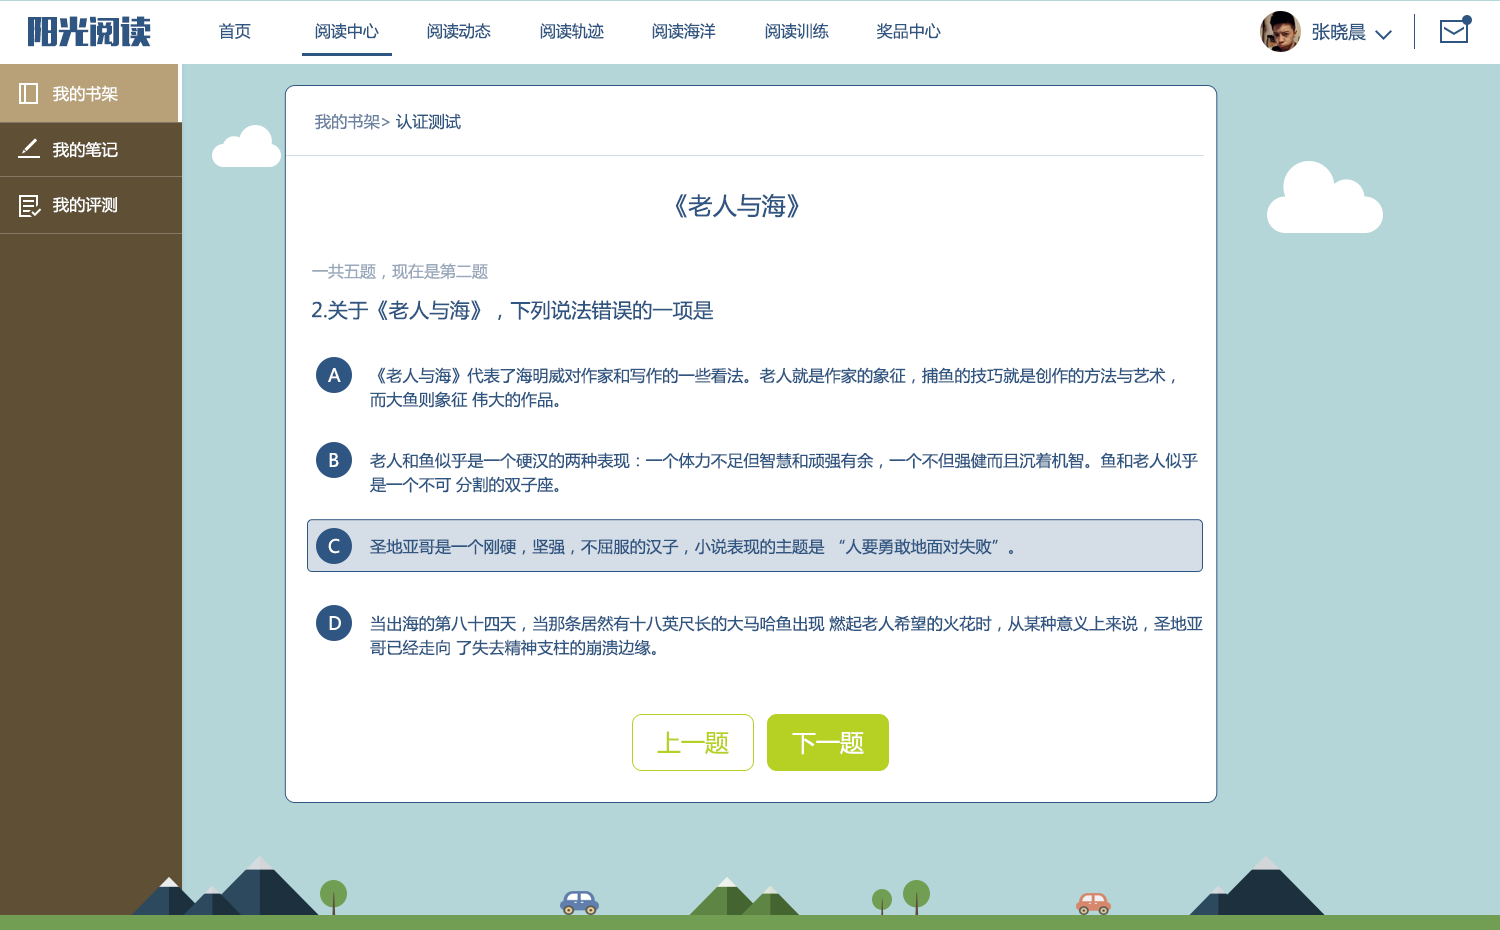 阳光阅读
首页 阅读中心 阅读动态 阅读轨迹 阅读海洋 阅读训练 奖品中心
张晓晨
我的书架
我的笔记
我的评测
我的书架> 认证测试
《老人与海》
一共五题，现在是第二题
2.关于《老人与海》，下列说法错误的一项是
A 《老人与海》代表了海明威对作家和写作的一些看法。老人就是作家的象征，捕鱼的技巧就是创作的方法与艺术，
而大鱼则象征 伟大的作品。
B 老人和鱼似乎是一个硬汉的两种表现：一个体力不足但智慧和顽强有余，一个不但强健而且沉着机智。鱼和老人似乎
是一个不可 分割的双子座。
C 圣地亚哥是一个刚硬，坚强，不屈服的汉子，小说表现的主题是 “人要勇敢地面对失败”。
D 当出海的第八十四天，当那条居然有十八英尺长的大马哈鱼出现 燃起老人希望的火花时，从某种意义上来说，圣地亚
哥已经走向 了失去精神支柱的崩溃边缘。
上一题 下一题